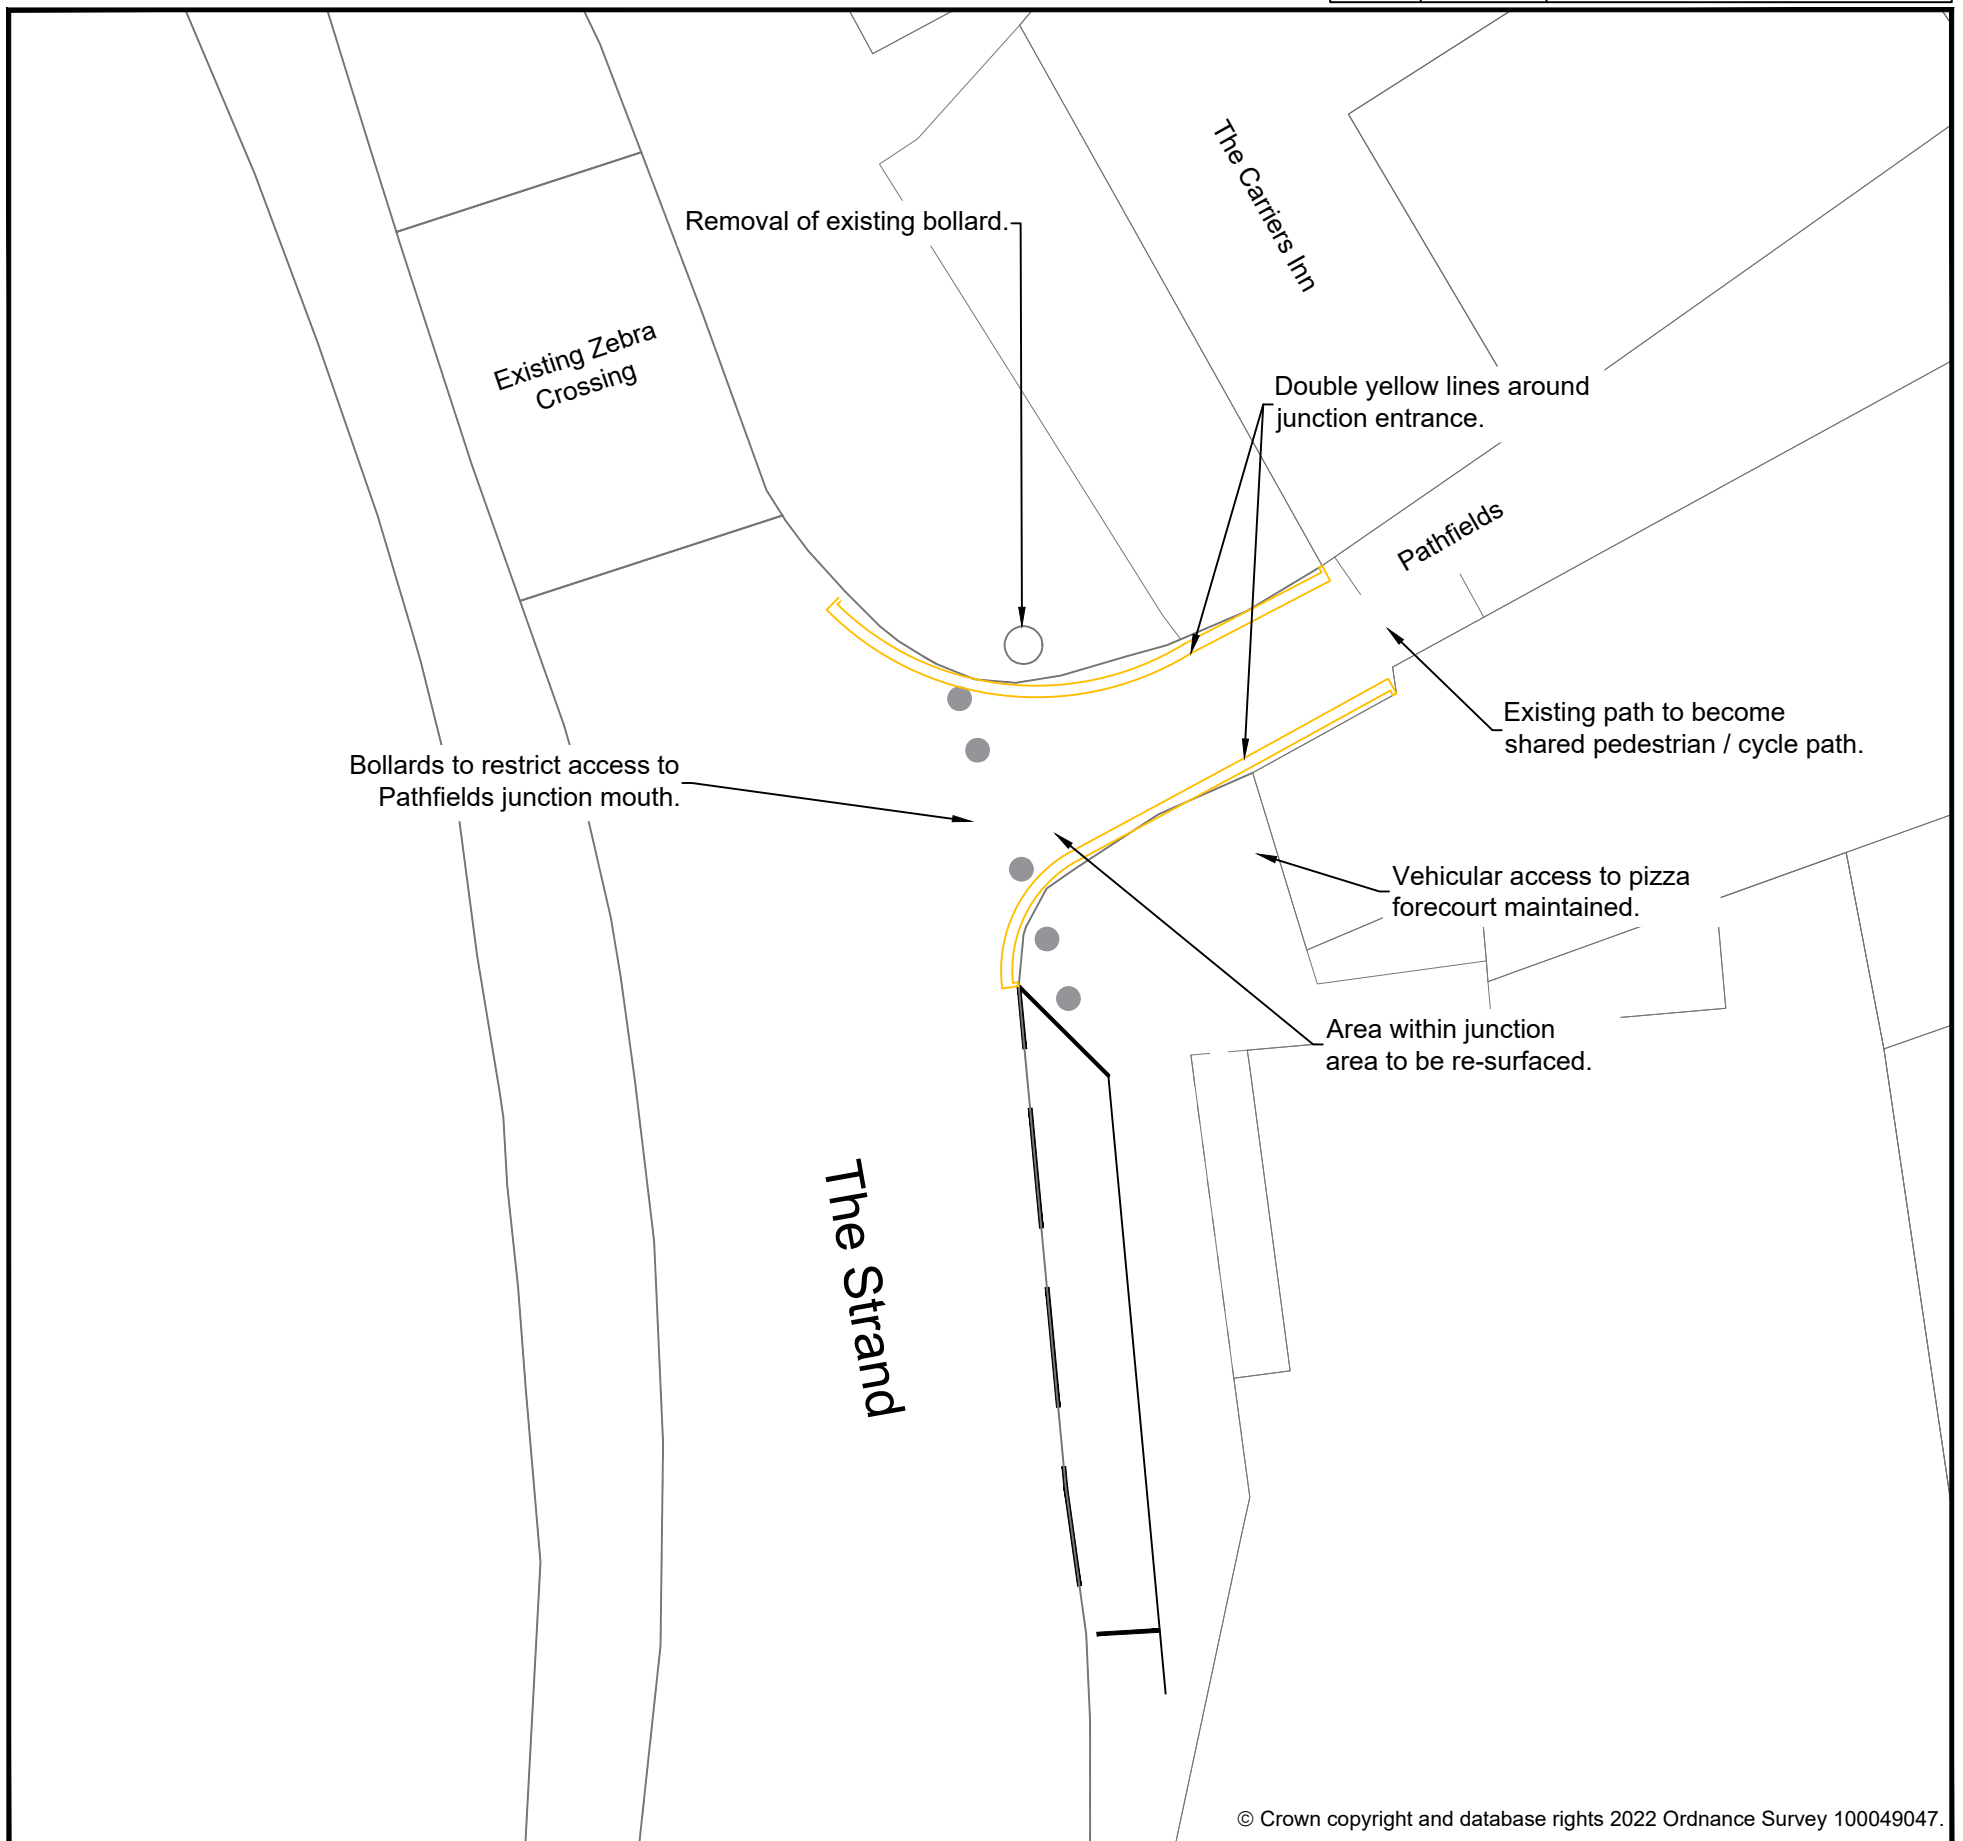 The Carriers Inn
Removal of existing bollard.
Existing Zebra
Crossing
Double yellow lines around
junction entrance.
Pathfields
Existing path to become
shared pedestrian / cycle path.
Bollards to restrict access to
Pathfields junction mouth.
Vehicular access to pizza
forecourt maintained.
Area within junction
area to be re-surfaced.
The Strand
© Crown copyright and database rights 2022 Ordnance Survey 100049047.